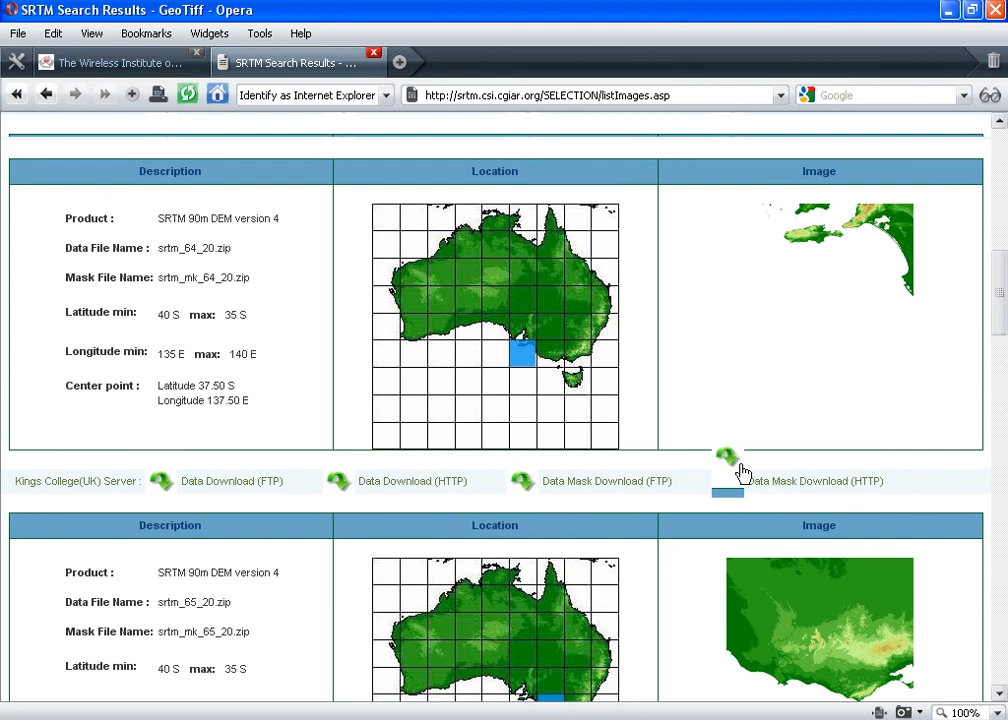 SRTM Search Results - GeoTiff - Opera
File Edit View Bookmarks Widgets Tools Help
The Wireless Institute o... SRTM Search Results - ...
Identify as Internet Explorer http://srtm.csi.cgiar.org/SELECTION/listImages.asp Google
Description Location Image
Product : SRTM 90m DEM version 4
Data File Name : srtm_64_20.zip
Mask File Name: srtm_mk_64_20.zip
Latitude min: 40 S max: 35 S
Longitude min: 135 E max: 140 E
Center point : Latitude 37.50 S
Longitude 137.50 E
Kings College(UK) Server : Data Download (FTP) Data Download (HTTP) Data Mask Download (FTP) Data Mask Download (HTTP)
Description Location Image
Product : SRTM 90m DEM version 4
Data File Name : srtm_65_20.zip
Mask File Name: srtm_mk_65_20.zip
Latitude min: 40 S max: 35 S
100%